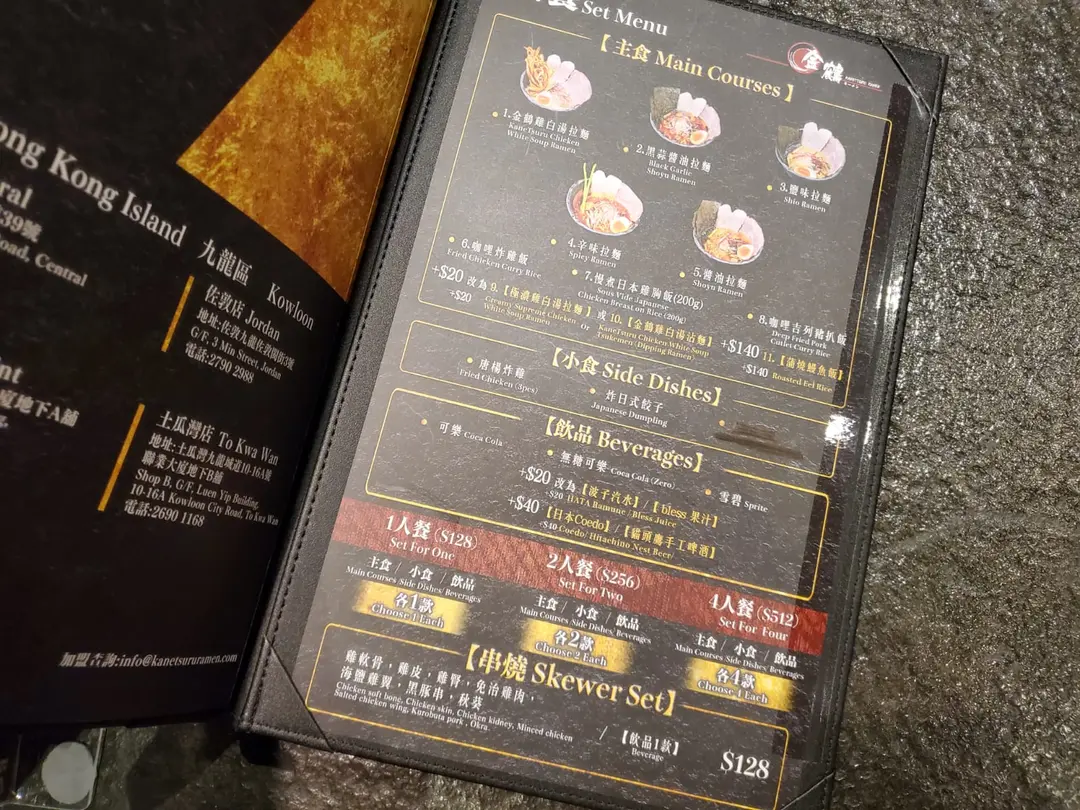 ong Kong Island
ral
39號
oad, Central
九龍區 Kowloon
佐敦店 Jordan
G/F, 3 Min Street, Jordan
電話:2790 2988
土瓜灣店 To Kwa Wan
地址:土瓜灣九龍城道10-16A號
聯業大廈地下B舖
Shop B, G/F, Luen Yip Building,
10-16A Kowloon City Road, To Kwa Wan
電話:2690 1168
廈地下A舖
加盟查詢:info@kanetsururamen.com
食 Set Menu
【主食 Main Courses】
金鶴
1.金鶴雞白湯拉麵
KaneTsuru Chicken
White Soup Ramen
2.黑蒜醬油拉麵
Black Garlic
Shoyu Ramen
3.鹽味拉麵
Shio Ramen
4.辛味拉麵
Spicy Ramen
5.醬油拉麵
Shoyu Ramen
6.咖哩炸雞飯
Fried Chicken Curry Rice
7.慢煮日本雞胸飯(200g)
Sous Vide Japanese
Chicken Breast on Rice (200g)
8.咖哩吉列豬扒飯
Deep Fried Pork
Cutlet Curry Rice
+$20 改為 9.【極濃雞白湯拉麵】或 10.【金鶴雞白湯沾麵】
+$20 Creamy Supreme Chicken White Soup Ramen Or KaneTsuru Chicken White Soup Tsukemen (Dipping Ramen)
+$140 11.【蒲燒鰻魚飯】
+$140 Roasted Eel Rice
【小食 Side Dishes】
唐楊炸雞
Fried Chicken (3pcs)
炸日式餃子
Japanese Dumpling
【飲品 Beverages】
可樂 Coca Cola
無糖可樂 Coca Cola (Zero)
雪碧 Sprite
+$20 改為【波子汽水】/【bless 果汁】
+$20 HATA Ramune / Bless Juice
+$40 【日本Coedo】/【貓頭鷹手工啤酒】
+$40 Coedo/ Hitachino Nest Beer/
1人餐 ($128)
Set For One
2人餐 ($256)
Set For Two
4人餐 ($512)
Set For Four
主食 / 小食 / 飲品
Main Courses/Side Dishes/Beverages
各1款
Choose 1 Each
主食 / 小食 / 飲品
Main Courses/Side Dishes/Beverages
各2款
Choose 2 Each
主食 / 小食 / 飲品
Main Courses/Side Dishes/Beverages
各4款
Choose 4 Each
【串燒 Skewer Set】
雞軟骨，雞皮，雞腎，免治雞肉，
海鹽雞翼，黑豚串，秋葵
Chicken soft bone, Chicken skin, Chicken kidney, Minced chicken
Salted chicken wing, Kurobuta pork , Okra
/ 【飲品1款】
Beverage
$128